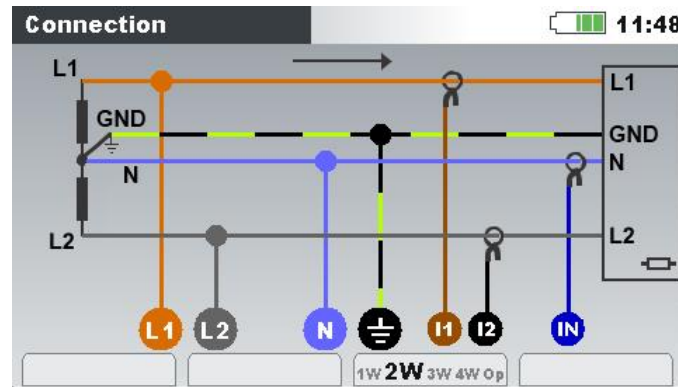 Connection 11:48
L1 L1
GND GND
N N
L2 L2
L1 L2 N I1 I2 IN
1W 2W 3W 4W Op